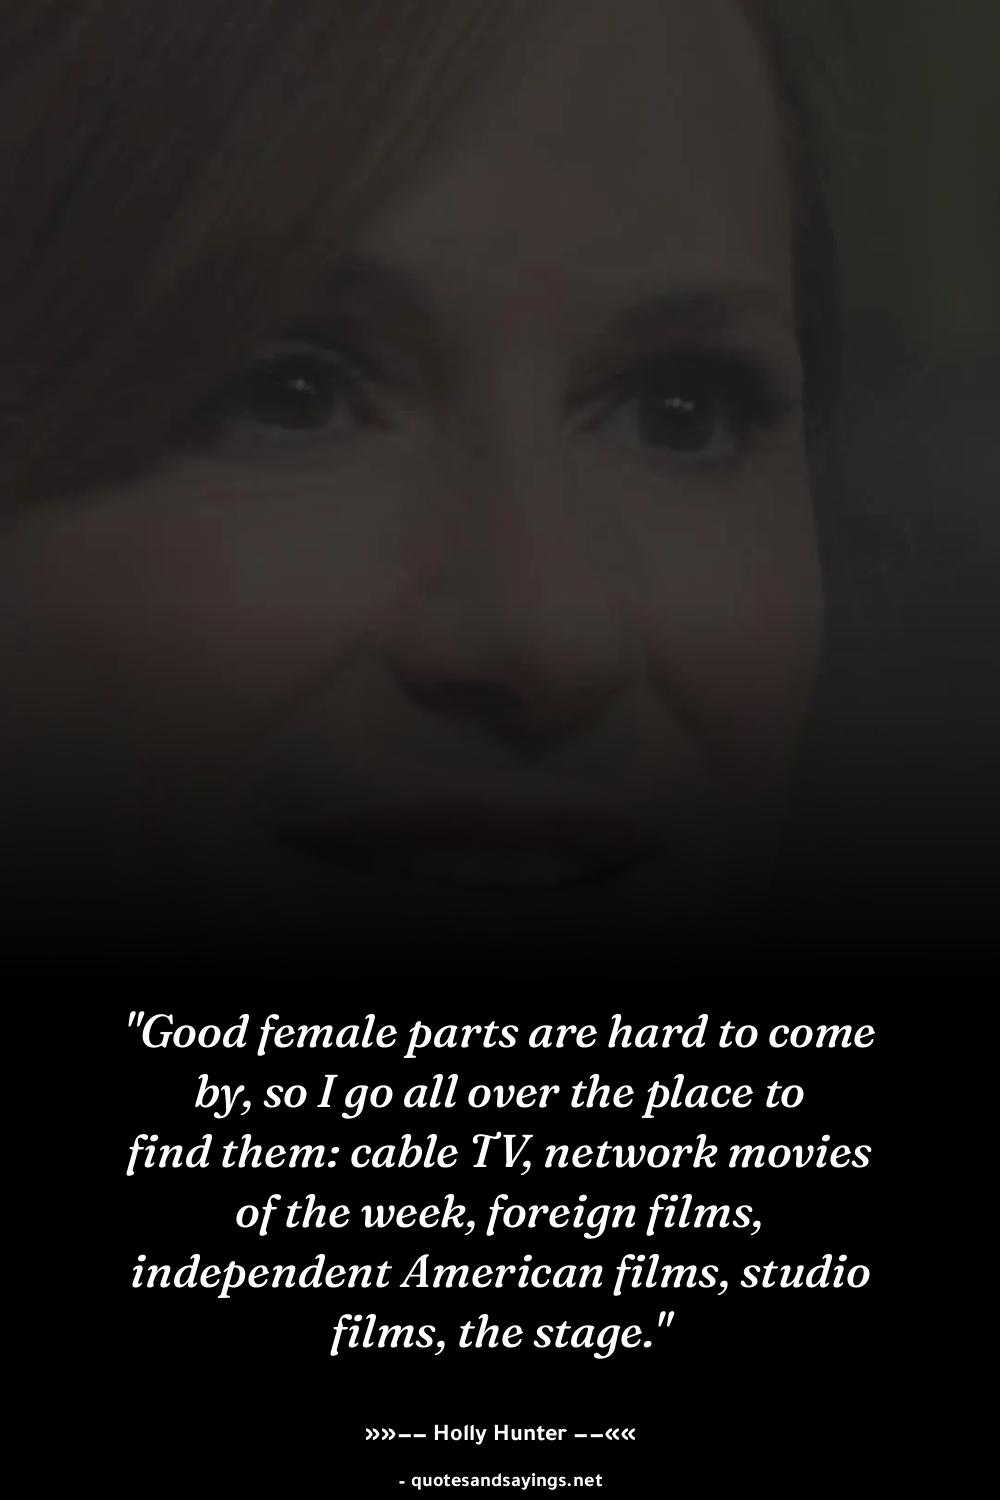 "Good female parts are hard to come
by, so I go all over the place to
find them: cable TV, network movies
of the week, foreign films,
independent American films, studio
films, the stage."
»»−− Holly Hunter −−««
- quotesandsayings.net